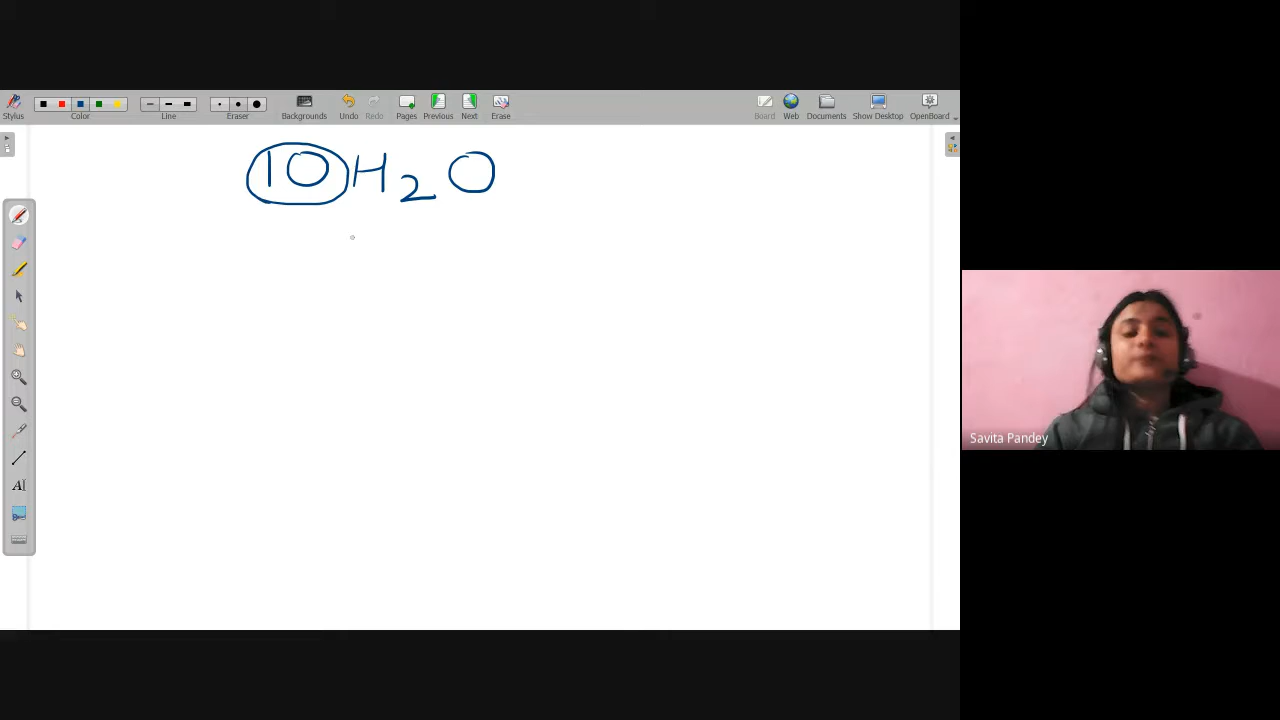 Stylus
Color
Line
Eraser
Backgrounds
Undo
Redo
Pages
Previous
Next
Erase
Board
Web
Documents
Show Desktop
OpenBoard
10H₂O
Savita Pandey